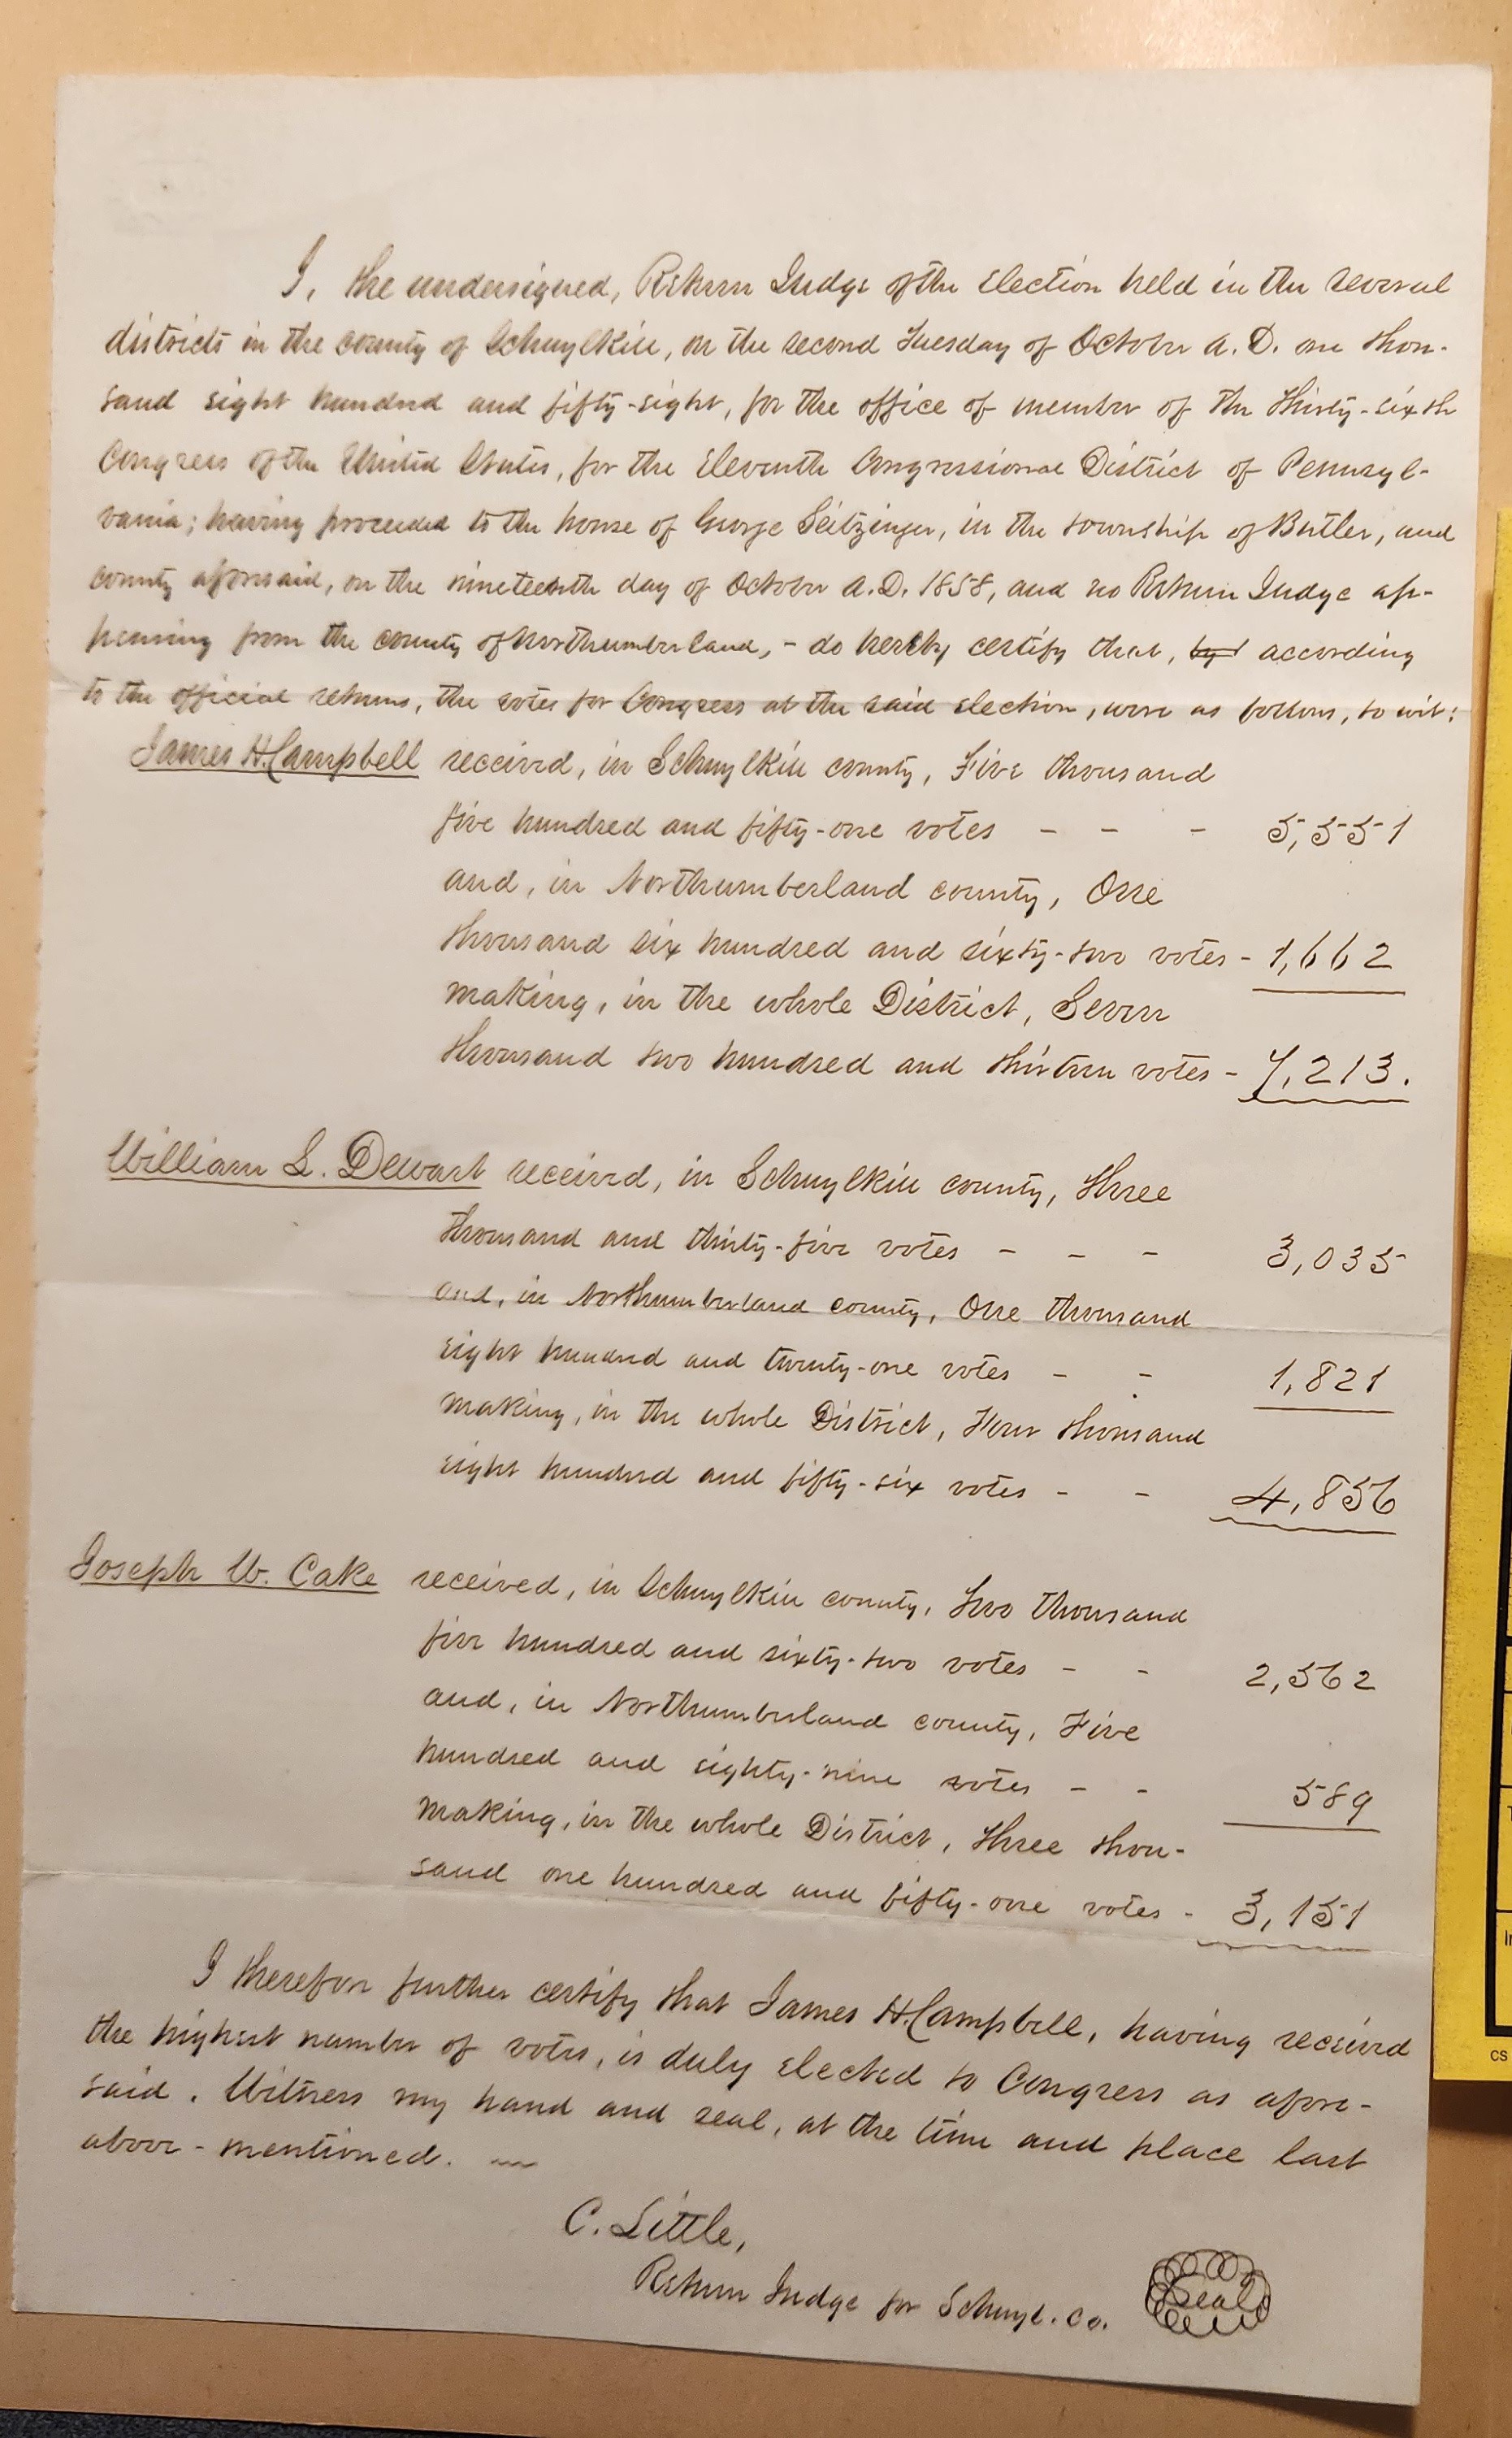 I, the undersigned, Return Judge of the election held in the several
districts in the county of Schuylkill, on the second Tuesday of October A. D. one thou-
sand eight hundred and fifty-eight, for the office of member of the Thirty-sixth
Congress of the United States, for the Eleventh Congressional District of Pennsyl-
vania; having proceeded to the house of George Seitzinger, in the township of Butler, and
county aforesaid, on the nineteenth day of October A.D. 1858, and no Return Judge ap-
pearing from the county of Northumberland, - do hereby certify that, according
to the official returns, the votes for Congress at the said election, were as follows, to wit:
James H. Campbell received, in Schuylkill county, Five thousand
five hundred and fifty-one votes - - - 5,551
and, in Northumberland county, One
thousand six hundred and sixty-two votes - 1,662
making, in the whole District, Seven
thousand two hundred and thirteen votes - 7,213.
William L. Dewart received, in Schuylkill county, three
thousand and thirty-five votes - - - 3,035
and, in Northumberland county, One thousand
eight hundred and twenty-one votes - - 1,821
making, in the whole District, Four thousand
eight hundred and fifty-six votes - - 4,856
Joseph W. Cake received, in Schuylkill county, Two thousand
five hundred and sixty-two votes - - 2,562
and, in Northumberland county, Five
hundred and eighty-nine votes - - 589
making, in the whole District, three thou-
sand one hundred and fifty-one votes - 3,151
I therefore further certify that James H. Campbell, having received
the highest number of votes, is duly elected to Congress as afore-
said. Witness my hand and seal, at the time and place last
above-mentioned.
C. Little,
Return Judge for Schuyl. Co. Seal
CS